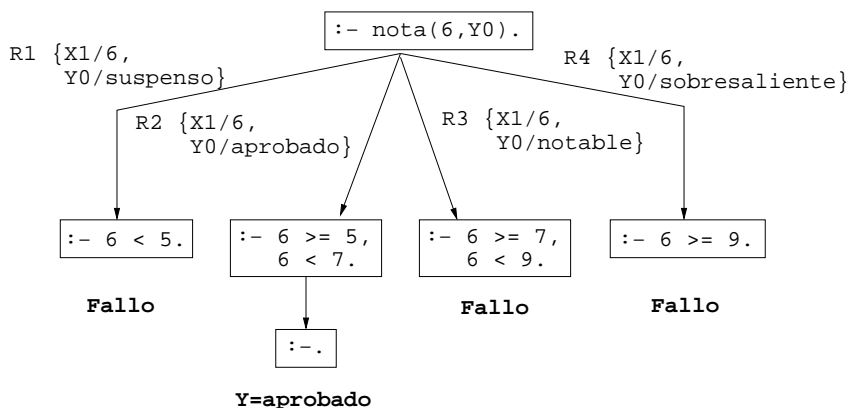 :- nota(6,Y0).
R1 {X1/6,
Y0/suspenso}
R2 {X1/6,
Y0/aprobado}
R3 {X1/6,
Y0/notable}
R4 {X1/6,
Y0/sobresaliente}
:- 6 < 5.
:- 6 >= 5,
6 < 7.
:- 6 >= 7,
6 < 9.
:- 6 >= 9.
Fallo
Fallo
Fallo
:-.
Y=aprobado